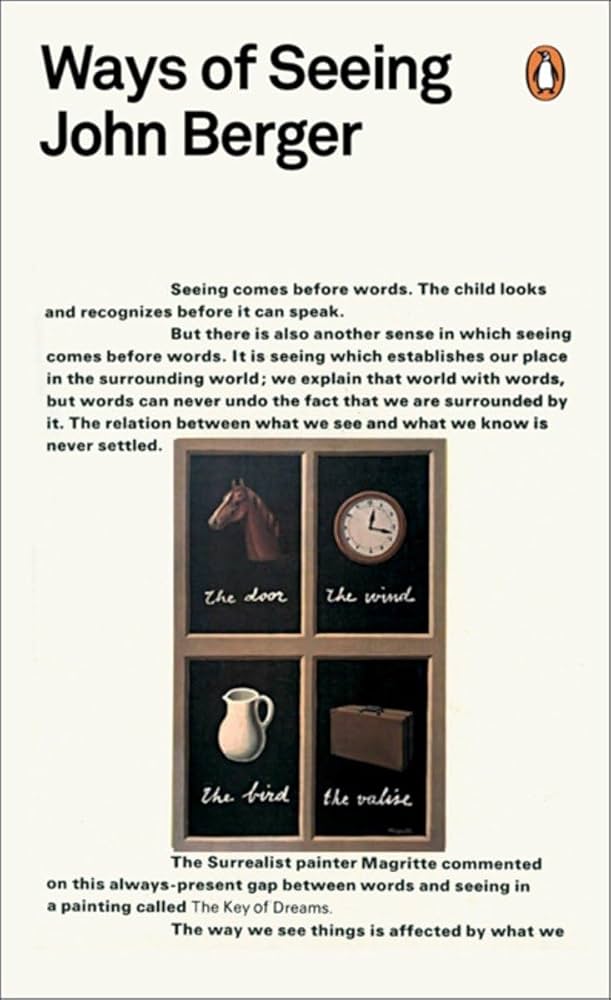 Ways of Seeing
John Berger
Seeing comes before words. The child looks
and recognizes before it can speak.
But there is also another sense in which seeing
comes before words. It is seeing which establishes our place
in the surrounding world; we explain that world with words,
but words can never undo the fact that we are surrounded by
it. The relation between what we see and what we know is
never settled.
The door
the wind
the bird
the valise
The Surrealist painter Magritte commented
on this always-present gap between words and seeing in
a painting called The Key of Dreams.
The way we see things is affected by what we